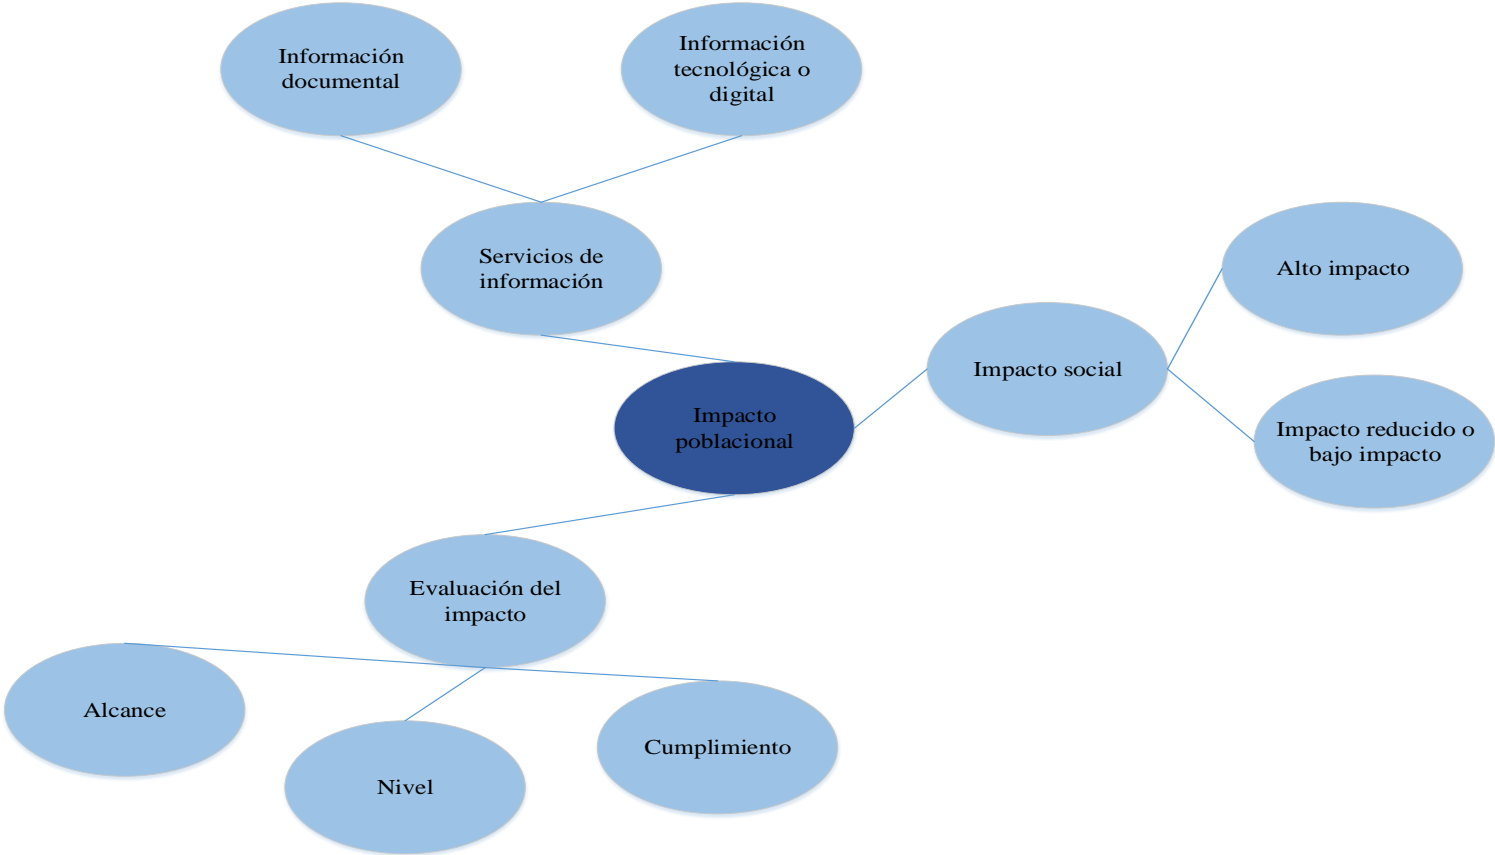 Información
documental
Información
tecnológica o
digital
Servicios de
información
Alto impacto
Impacto social
Impacto
poblacional
Impacto reducido o
bajo impacto
Evaluación del
impacto
Alcance
Nivel
Cumplimiento